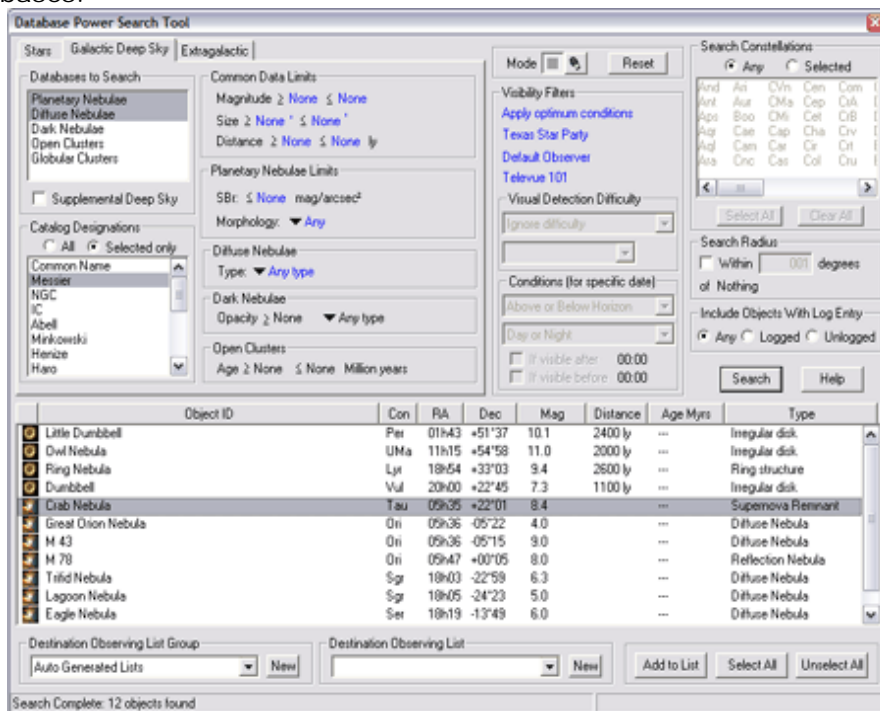 Database Power Search Tool
Stars Galactic Deep Sky Extragalactic
Databases to Search
Planetary Nebulae
Diffuse Nebulae
Dark Nebulae
Open Clusters
Globular Clusters
Supplemental Deep Sky
Catalog Designations
All Selected only
Common Name
Messier
NGC
IC
Abell
Minkowski
Henize
Haro
Common Data Limits
Magnitude ≥ None ≤ None
Size ≥ None ' ≤ None '
Distance ≥ None ≤ None ly
Planetary Nebulae Limits
SBr: ≤ None mag/arcsec²
Morphology: ▼ Any
Diffuse Nebulae
Type: ▼ Any type
Dark Nebulae
Opacity ≥ None ▼ Any type
Open Clusters
Age ≥ None ≤ None Million years
Mode Reset
Visibility Filters
Apply optimum conditions
Texas Star Party
Default Observer
Televue 101
Visual Detection Difficulty
Ignore difficulty
Conditions (for specific date)
Above or Below Horizon
Day or Night
If visible after 00:00
If visible before 00:00
Search Constellations
Any Selected
And Ari CVn Cen Com
Ant Aur CMa Cep CrA
Aps Boo CMi Cet CrB
Aqr Cae Cap Cha Crv
Aql Cam Car Cir Crt
Ara Cnc Cas Col Cru
Select All Clear All
Search Radius
Within 001 degrees
of Nothing
Include Objects With Log Entry
Any Logged Unlogged
Search Help
Object ID Con RA Dec Mag Distance Age Myrs Type
Little Dumbbell Per 01h43 +51°37 10.1 2400 ly --- Irregular disk
Owl Nebula UMa 11h15 +54°58 11.0 2000 ly --- Irregular disk
Ring Nebula Lyr 18h54 +33°03 9.4 2600 ly --- Ring structure
Dumbbell Vul 20h00 +22°45 7.3 1100 ly --- Irregular disk
Crab Nebula Tau 05h35 +22°01 8.4 --- Supernova Remnant
Great Orion Nebula Ori 05h36 -05°22 4.0 --- Diffuse Nebula
M 43 Ori 05h36 -05°15 9.0 --- Diffuse Nebula
M 78 Ori 05h47 +00°05 8.0 --- Reflection Nebula
Trifid Nebula Sgr 18h03 -22°59 6.3 --- Diffuse Nebula
Lagoon Nebula Sgr 18h05 -24°23 5.0 --- Diffuse Nebula
Eagle Nebula Ser 18h19 -13°49 6.0 --- Diffuse Nebula
Destination Observing List Group
Auto Generated Lists New
Destination Observing List
New
Add to List Select All Unselect All
Search Complete: 12 objects found